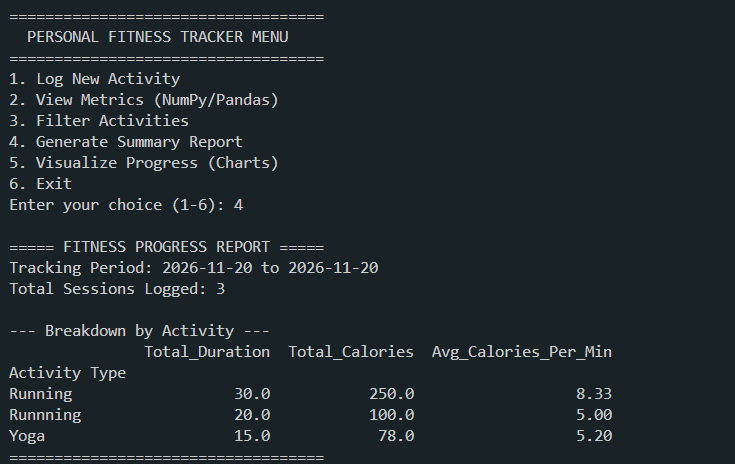 ===================================
  PERSONAL FITNESS TRACKER MENU
===================================
1. Log New Activity
2. View Metrics (NumPy/Pandas)
3. Filter Activities
4. Generate Summary Report
5. Visualize Progress (Charts)
6. Exit
Enter your choice (1-6): 4

===== FITNESS PROGRESS REPORT =====
Tracking Period: 2026-11-20 to 2026-11-20
Total Sessions Logged: 3

--- Breakdown by Activity ---
               Total_Duration  Total_Calories  Avg_Calories_Per_Min
Activity Type
Running                  30.0           250.0                  8.33
Runnning                 20.0           100.0                  5.00
Yoga                     15.0            78.0                  5.20
===================================